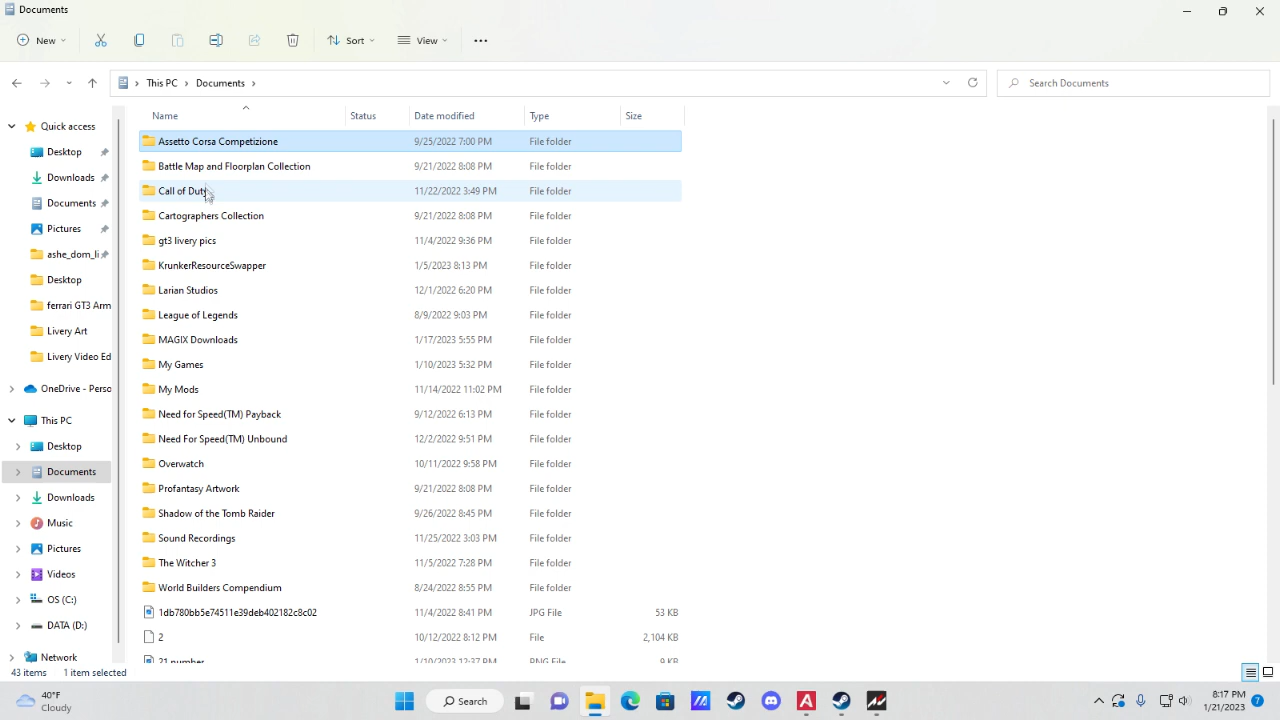 Documents
New
Sort
View
This PC
Documents
Search Documents
Name
Status
Date modified
Type
Size
Quick access
Desktop
Downloads
Documents
Pictures
ashe_dom_li
Desktop
ferrari GT3 Arm
Livery Art
Livery Video Ed
OneDrive - Perso
This PC
Desktop
Documents
Downloads
Music
Pictures
Videos
OS (C:)
DATA (D:)
Network
Assetto Corsa Competizione 9/25/2022 7:00 PM File folder
Battle Map and Floorplan Collection 9/21/2022 8:08 PM File folder
Call of Duty 11/22/2022 3:49 PM File folder
Cartographers Collection 9/21/2022 8:08 PM File folder
gt3 livery pics 11/4/2022 9:36 PM File folder
KrunkerResourceSwapper 1/5/2023 8:13 PM File folder
Larian Studios 12/1/2022 6:20 PM File folder
League of Legends 8/9/2022 9:03 PM File folder
MAGIX Downloads 1/17/2023 5:55 PM File folder
My Games 1/10/2023 5:32 PM File folder
My Mods 11/14/2022 11:02 PM File folder
Need for Speed(TM) Payback 9/12/2022 6:13 PM File folder
Need For Speed(TM) Unbound 12/2/2022 9:51 PM File folder
Overwatch 10/11/2022 9:58 PM File folder
Profantasy Artwork 9/21/2022 8:08 PM File folder
Shadow of the Tomb Raider 9/26/2022 8:45 PM File folder
Sound Recordings 11/25/2022 3:03 PM File folder
The Witcher 3 11/5/2022 7:28 PM File folder
World Builders Compendium 8/24/2022 8:55 PM File folder
1db780bb5e74511e39deb402182c8c02 11/4/2022 8:41 PM JPG File 53 KB
2 10/12/2022 8:12 PM File 2,104 KB
21 number 1/10/2023 12:37 PM PNG File 9 KB
43 items 1 item selected
40°F
Cloudy
Search
8:17 PM
1/21/2023
7